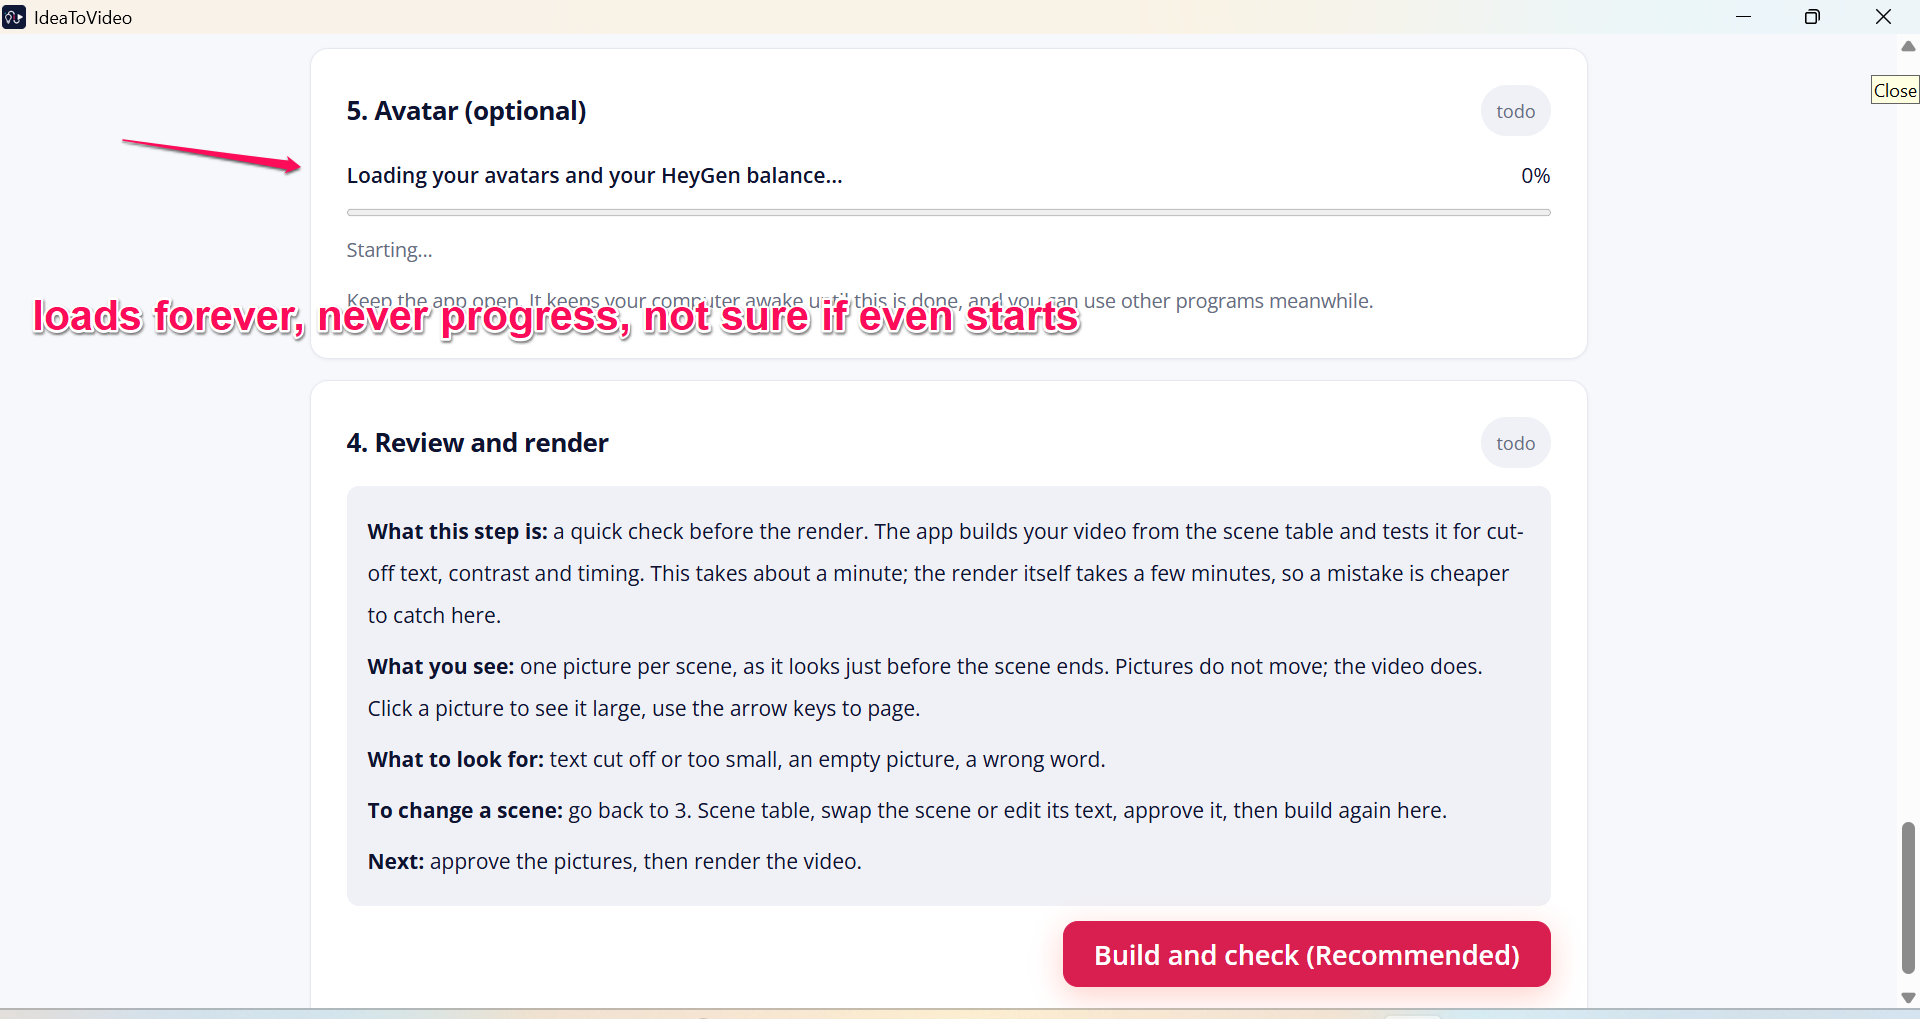 IdeaToVideo
Close
5. Avatar (optional)
todo
Loading your avatars and your HeyGen balance...
0%
Starting...
Keep the app open. It keeps your computer awake until this is done, and you can use other programs meanwhile.
loads forever, never progress, not sure if even starts
4. Review and render
todo
What this step is: a quick check before the render. The app builds your video from the scene table and tests it for cut-
off text, contrast and timing. This takes about a minute; the render itself takes a few minutes, so a mistake is cheaper
to catch here.
What you see: one picture per scene, as it looks just before the scene ends. Pictures do not move; the video does.
Click a picture to see it large, use the arrow keys to page.
What to look for: text cut off or too small, an empty picture, a wrong word.
To change a scene: go back to 3. Scene table, swap the scene or edit its text, approve it, then build again here.
Next: approve the pictures, then render the video.
Build and check (Recommended)